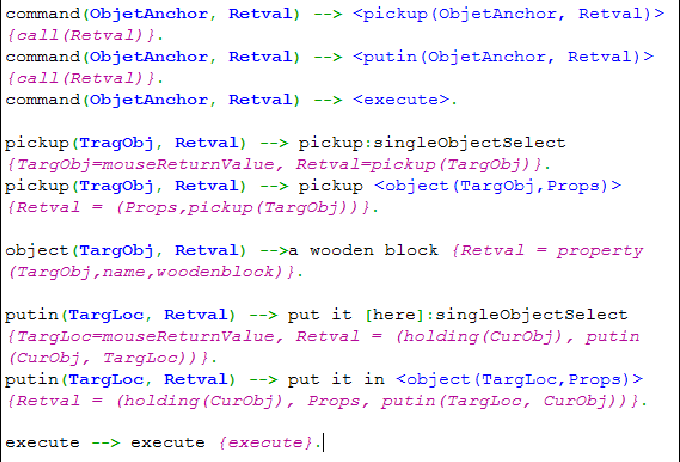 command(ObjetAnchor, Retval) --> <pickup(ObjetAnchor, Retval)>
{call(Retval)}.
command(ObjetAnchor, Retval) --> <putin(ObjetAnchor, Retval)>
{call(Retval)}.
command(ObjetAnchor, Retval) --> <execute>.
pickup(TragObj, Retval) --> pickup:singleObjectSelect
{TargObj=mouseReturnValue, Retval=pickup(TargObj)}.
pickup(TragObj, Retval) --> pickup <object(TargObj,Props)>
{Retval = (Props,pickup(TargObj))}.
object(TargObj, Retval) -->a wooden block {Retval = property
(TargObj,name,woodenblock)}.
putin(TargLoc, Retval) --> put it [here]:singleObjectSelect
{TargLoc=mouseReturnValue, Retval = (holding(CurObj), putin
(CurObj, TargLoc))}.
putin(TargLoc, Retval) --> put it in <object(TargLoc,Props)>
{Retval = (holding(CurObj), Props, putin(TargLoc, CurObj))}.
execute --> execute {execute}.